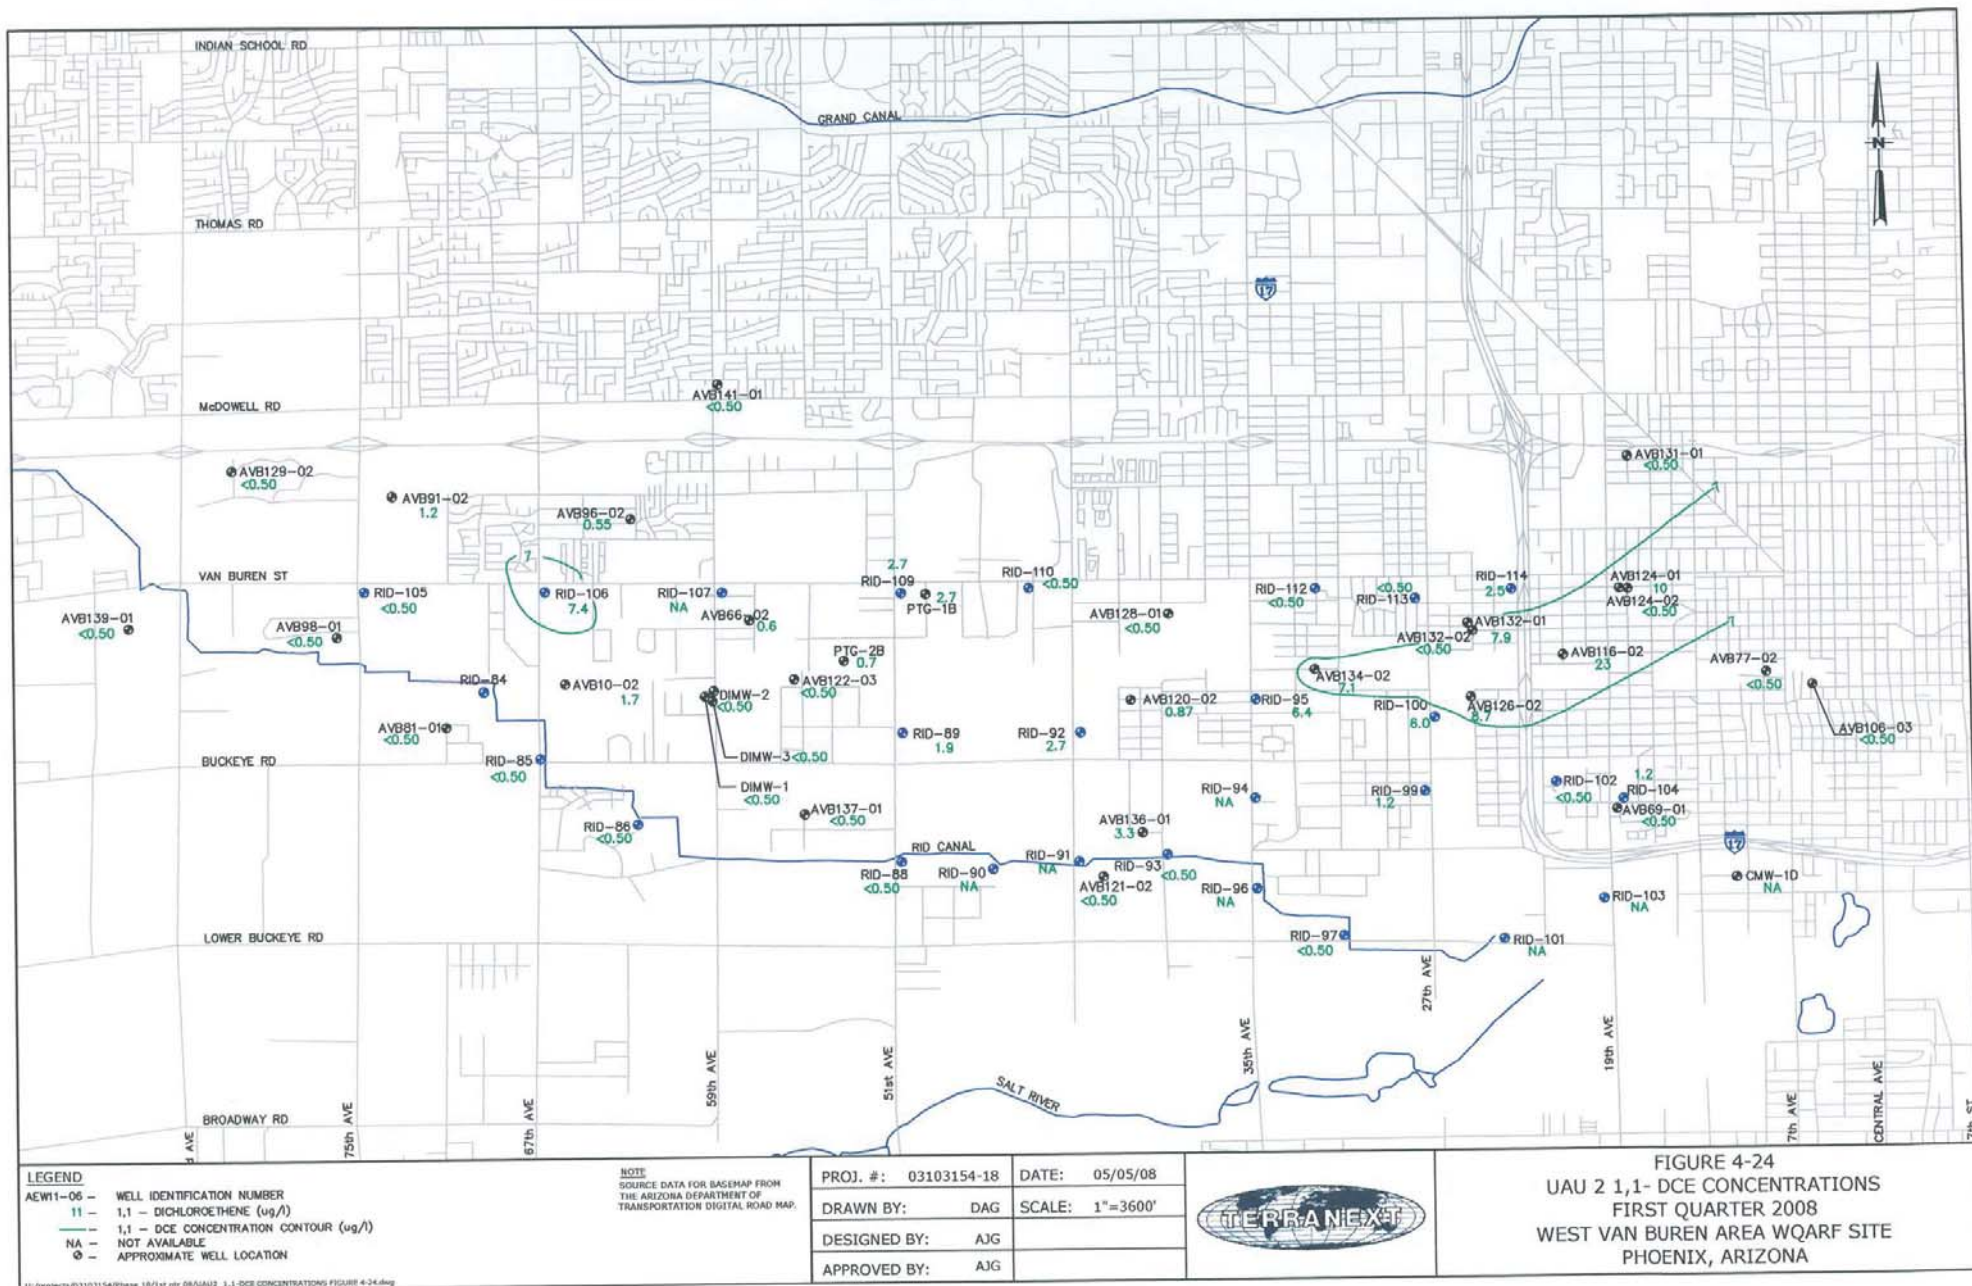 INDIAN SCHOOL RD
GRAND CANAL
THOMAS RD
N
17
McDOWELL RD
AVB141-01
<0.50
AVB131-01
<0.50
AVB129-02
<0.50
AVB91-02
1.2
AVB96-02
0.55
7
VAN BUREN ST
RID-105
<0.50
RID-106
7.4
RID-107
NA
AVB66-02
0.6
2.7
RID-109
2.7
PTG-1B
RID-110
<0.50
AVB128-01
<0.50
RID-112
<0.50
<0.50
RID-113
RID-114
2.5
AVB124-01
10
AVB124-02
<0.50
AVB139-01
<0.50
AVB98-01
<0.50
AVB132-01
7.9
AVB132-02
<0.50
AVB116-02
23
AVB77-02
<0.50
PTG-2B
0.7
AVB134-02
7.1
RID-84
AVB10-02
1.7
DIMW-2
<0.50
AVB122-03
<0.50
AVB120-02
0.87
RID-95
6.4
RID-100
6.0
AVB126-02
8.7
AVB106-03
<0.50
AVB81-01
<0.50
RID-89
1.9
RID-92
2.7
BUCKEYE RD
RID-85
<0.50
DIMW-3 <0.50
DIMW-1
<0.50
RID-94
NA
RID-99
1.2
RID-102
<0.50
1.2
RID-104
AVB69-01
<0.50
RID-86
<0.50
AVB137-01
<0.50
AVB136-01
3.3
RID CANAL
RID-88
<0.50
RID-90
NA
RID-91
NA
RID-93
<0.50
AVB121-02
<0.50
RID-96
NA
17
CMW-1D
NA
RID-103
NA
LOWER BUCKEYE RD
RID-97
<0.50
RID-101
NA
27th AVE
SALT RIVER
BROADWAY RD
d AVE
75th AVE
67th AVE
59th AVE
51st AVE
35th AVE
19th AVE
7th AVE
CENTRAL AVE
7th ST
LEGEND
AEW11-06 - WELL IDENTIFICATION NUMBER
11 - 1,1 - DICHLOROETHENE (ug/l)
- 1,1 - DCE CONCENTRATION CONTOUR (ug/l)
NA - NOT AVAILABLE
- APPROXIMATE WELL LOCATION
NOTE
SOURCE DATA FOR BASEMAP FROM
THE ARIZONA DEPARTMENT OF
TRANSPORTATION DIGITAL ROAD MAP.
PROJ. #: 03103154-18 DATE: 05/05/08
DRAWN BY: DAG SCALE: 1"=3600'
DESIGNED BY: AJG
APPROVED BY: AJG
TERRANEXT
FIGURE 4-24
UAU 2 1,1- DCE CONCENTRATIONS
FIRST QUARTER 2008
WEST VAN BUREN AREA WQARF SITE
PHOENIX, ARIZONA